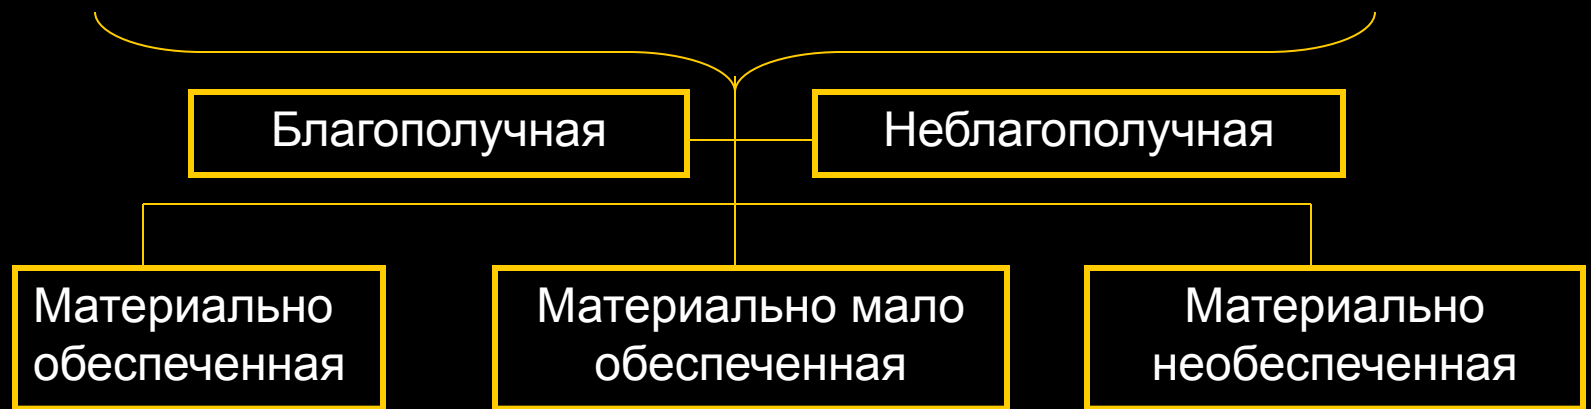 Благополучная
Неблагополучная
Материально
обеспеченная
Материально мало
обеспеченная
Материально
необеспеченная